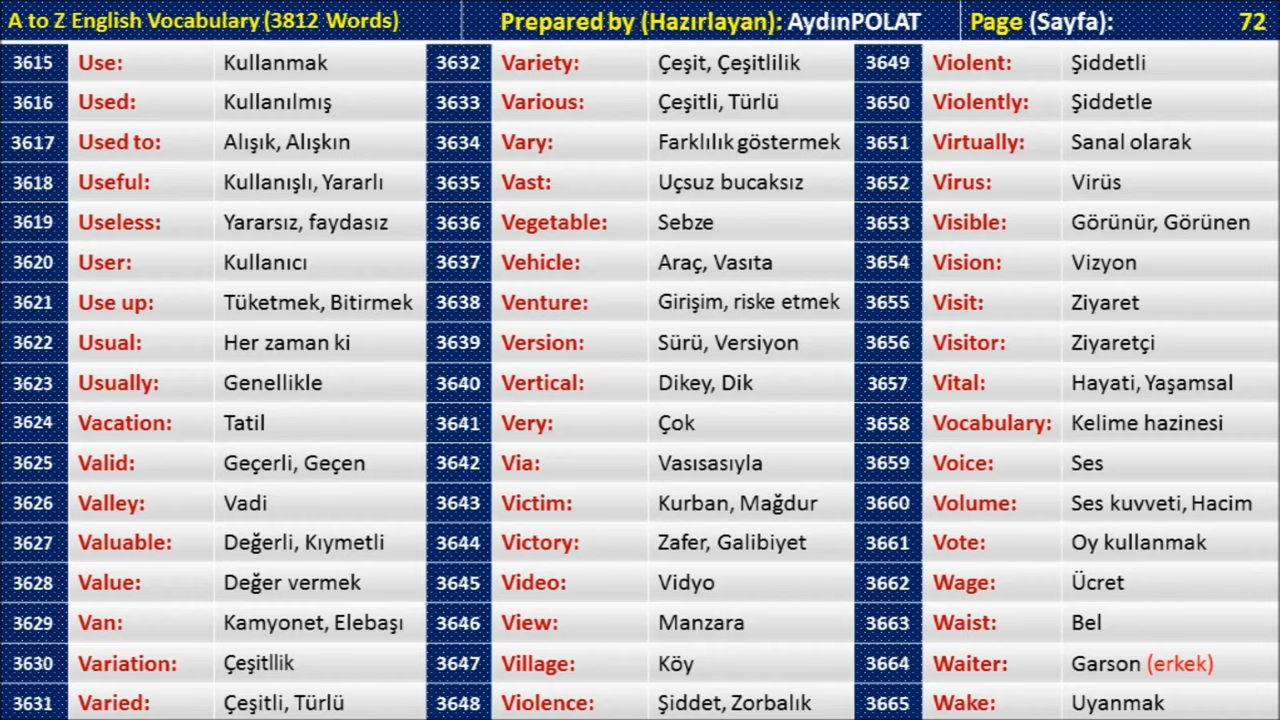 A to Z English Vocabulary (3812 Words) Prepared by (Hazırlayan): AydınPOLAT Page (Sayfa): 72
3615 Use: Kullanmak
3616 Used: Kullanılmış
3617 Used to: Alışık, Alışkın
3618 Useful: Kullanışlı, Yararlı
3619 Useless: Yararsız, faydasız
3620 User: Kullanıcı
3621 Use up: Tüketmek, Bitirmek
3622 Usual: Her zaman ki
3623 Usually: Genellikle
3624 Vacation: Tatil
3625 Valid: Geçerli, Geçen
3626 Valley: Vadi
3627 Valuable: Değerli, Kıymetli
3628 Value: Değer vermek
3629 Van: Kamyonet, Elebaşı
3630 Variation: Çeşitllik
3631 Varied: Çeşitli, Türlü
3632 Variety: Çeşit, Çeşitlilik
3633 Various: Çeşitli, Türlü
3634 Vary: Farklılık göstermek
3635 Vast: Uçsuz bucaksız
3636 Vegetable: Sebze
3637 Vehicle: Araç, Vasıta
3638 Venture: Girişim, riske etmek
3639 Version: Sürü, Versiyon
3640 Vertical: Dikey, Dik
3641 Very: Çok
3642 Via: Vasısasıyla
3643 Victim: Kurban, Mağdur
3644 Victory: Zafer, Galibiyet
3645 Video: Vidyo
3646 View: Manzara
3647 Village: Köy
3648 Violence: Şiddet, Zorbalık
3649 Violent: Şiddetli
3650 Violently: Şiddetle
3651 Virtually: Sanal olarak
3652 Virus: Virüs
3653 Visible: Görünür, Görünen
3654 Vision: Vizyon
3655 Visit: Ziyaret
3656 Visitor: Ziyaretçi
3657 Vital: Hayati, Yaşamsal
3658 Vocabulary: Kelime hazinesi
3659 Voice: Ses
3660 Volume: Ses kuvveti, Hacim
3661 Vote: Oy kullanmak
3662 Wage: Ücret
3663 Waist: Bel
3664 Waiter: Garson (erkek)
3665 Wake: Uyanmak